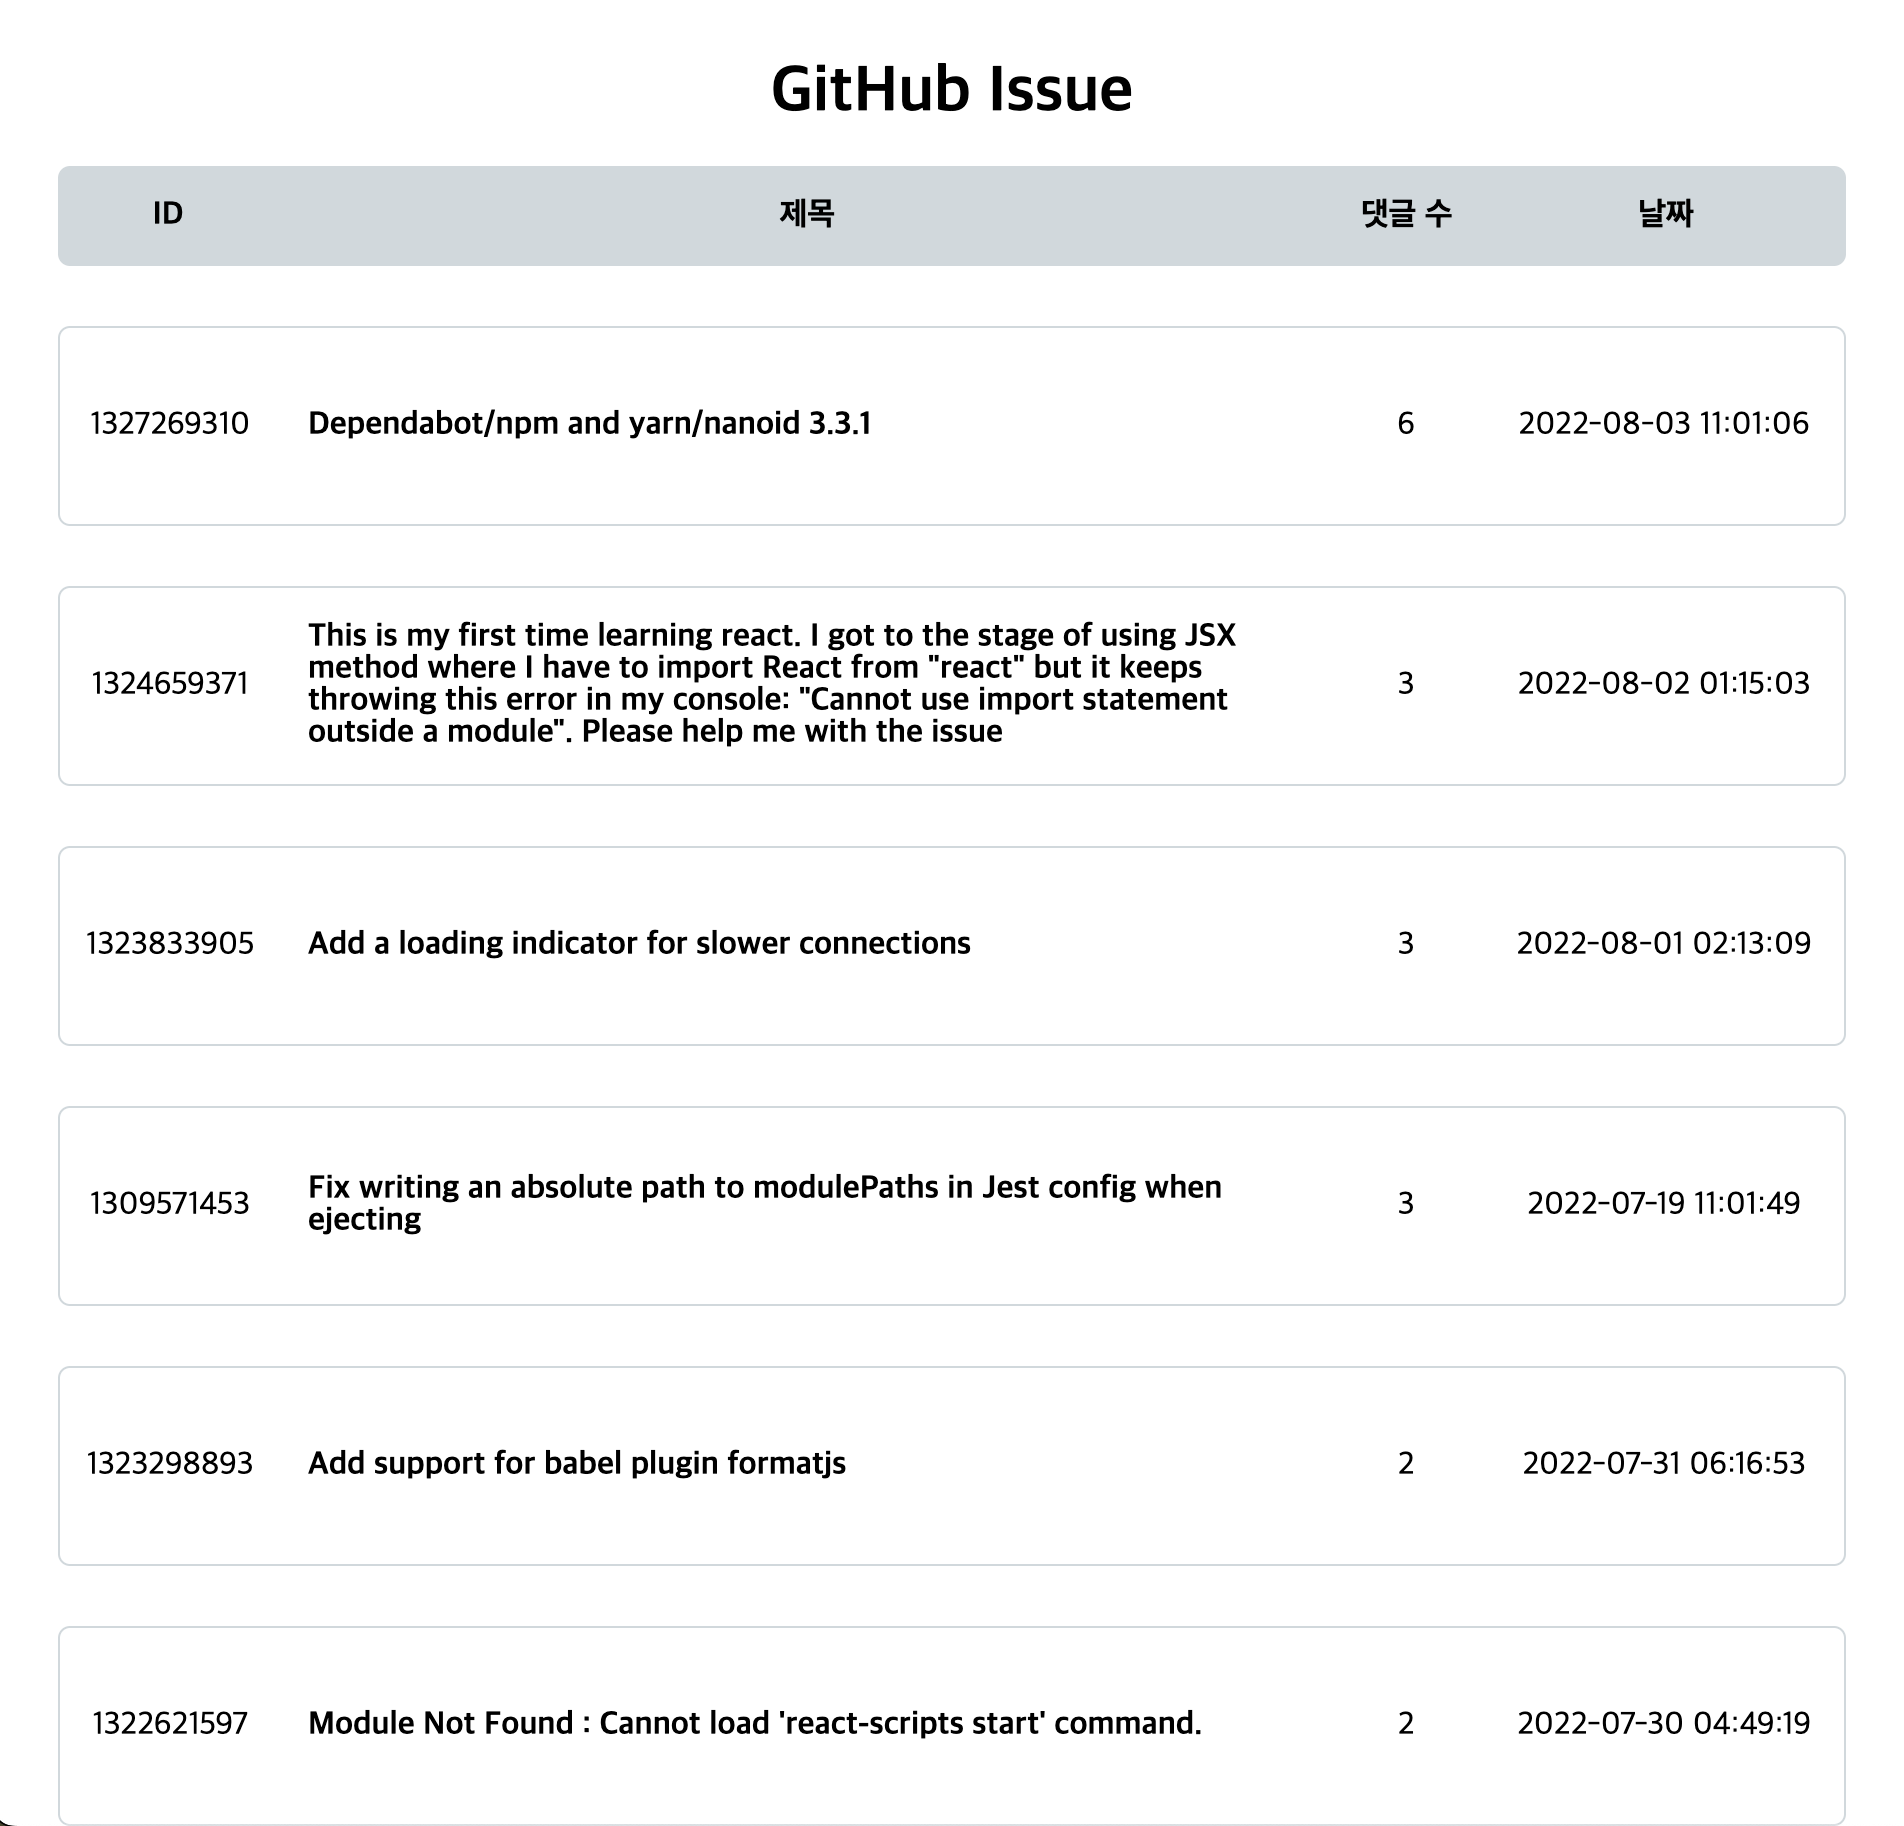 GitHub Issue
ID 제목 댓글 수 날짜
1327269310 Dependabot/npm and yarn/nanoid 3.3.1 6 2022-08-03 11:01:06
This is my first time learning react. I got to the stage of using JSX
method where I have to import React from "react" but it keeps
1324659371 3 2022-08-02 01:15:03
throwing this error in my console: "Cannot use import statement
outside a module". Please help me with the issue
1323833905 Add a loading indicator for slower connections 3 2022-08-01 02:13:09
Fix writing an absolute path to modulePaths in Jest config when
1309571453 3 2022-07-19 11:01:49
ejecting
1323298893 Add support for babel plugin formatjs 2 2022-07-31 06:16:53
1322621597 Module Not Found : Cannot load 'react-scripts start' command. 2 2022-07-30 04:49:19